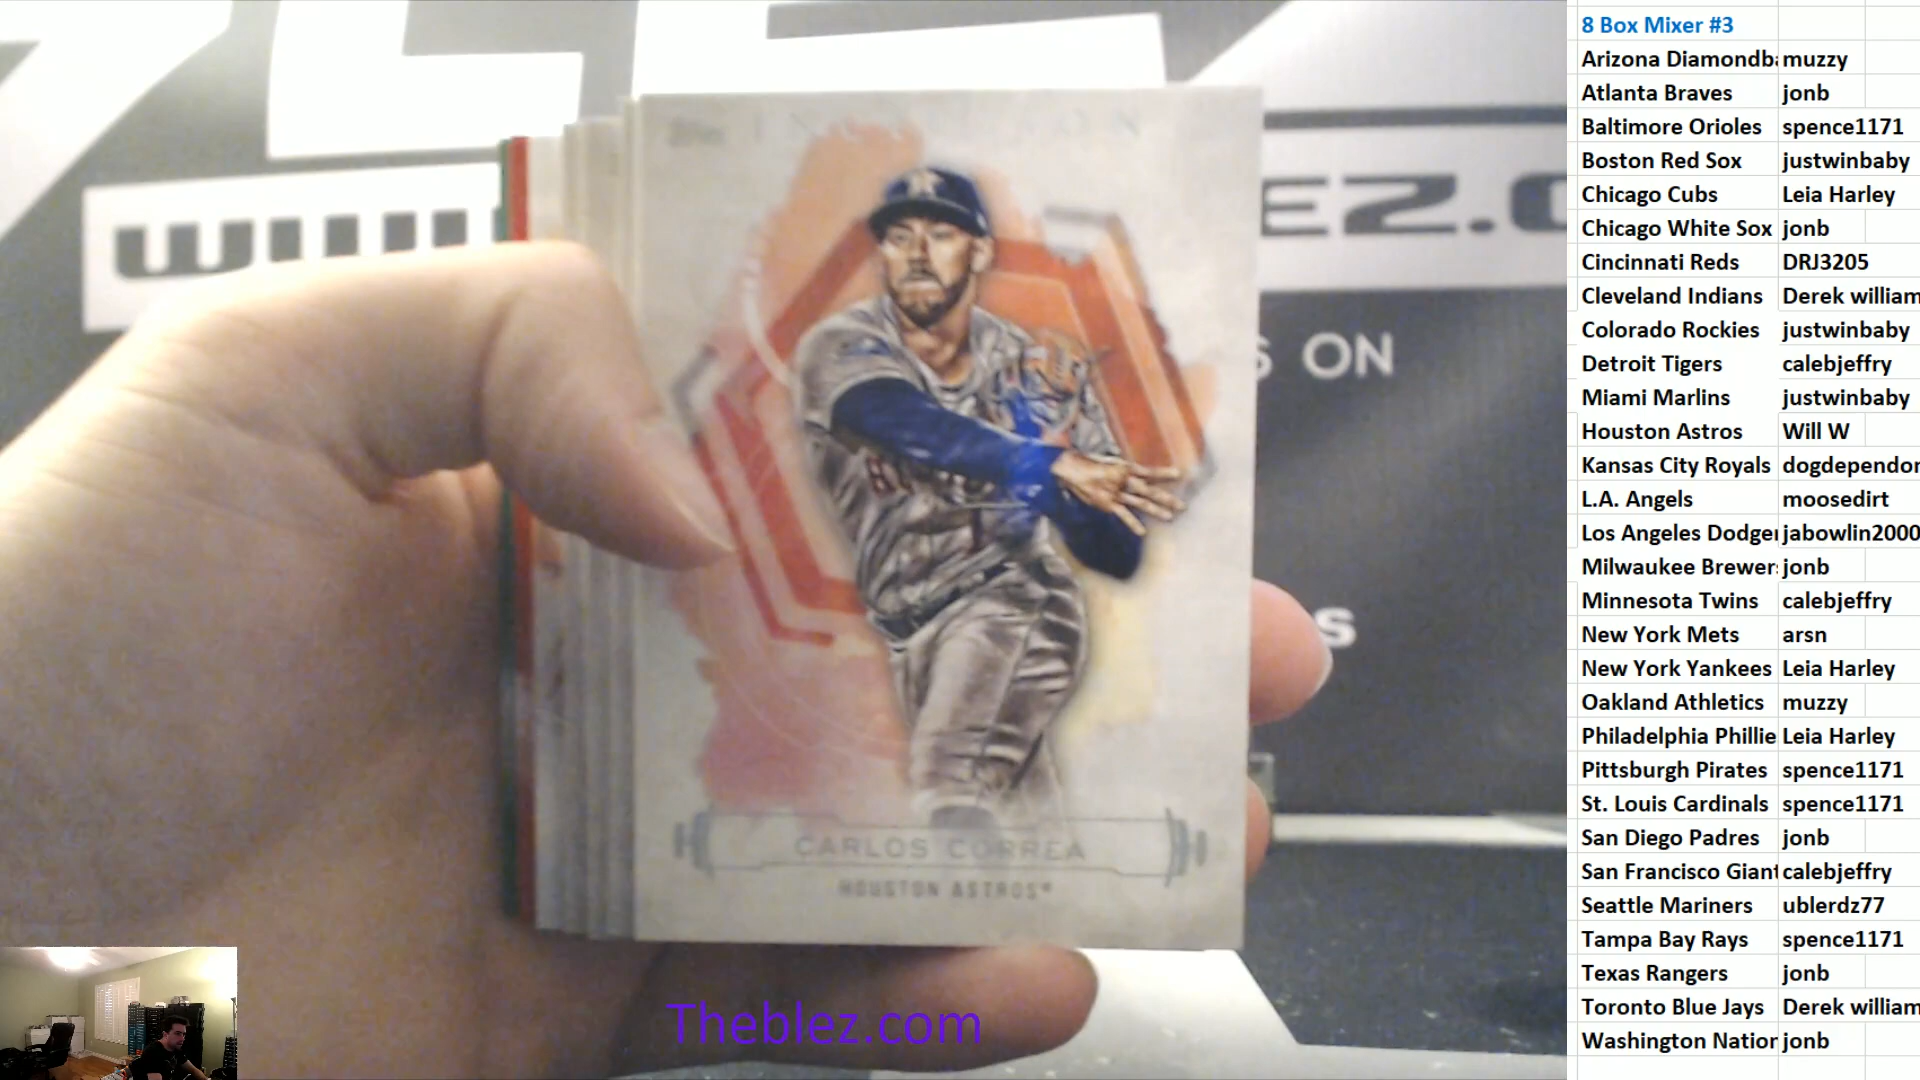 EZ.C
S ON
s
CARLOS CORREA
HOUSTON ASTROS
Theblez.com
8 Box Mixer #3
Arizona Diamondba muzzy
Atlanta Braves jonb
Baltimore Orioles spence1171
Boston Red Sox justwinbaby
Chicago Cubs Leia Harley
Chicago White Sox jonb
Cincinnati Reds DRJ3205
Cleveland Indians Derek william
Colorado Rockies justwinbaby
Detroit Tigers calebjeffry
Miami Marlins justwinbaby
Houston Astros Will W
Kansas City Royals dogdependon
L.A. Angels moosedirt
Los Angeles Dodger jabowlin2000
Milwaukee Brewers jonb
Minnesota Twins calebjeffry
New York Mets arsn
New York Yankees Leia Harley
Oakland Athletics muzzy
Philadelphia Phillie Leia Harley
Pittsburgh Pirates spence1171
St. Louis Cardinals spence1171
San Diego Padres jonb
San Francisco Giant calebjeffry
Seattle Mariners ublerdz77
Tampa Bay Rays spence1171
Texas Rangers jonb
Toronto Blue Jays Derek william
Washington Nation jonb